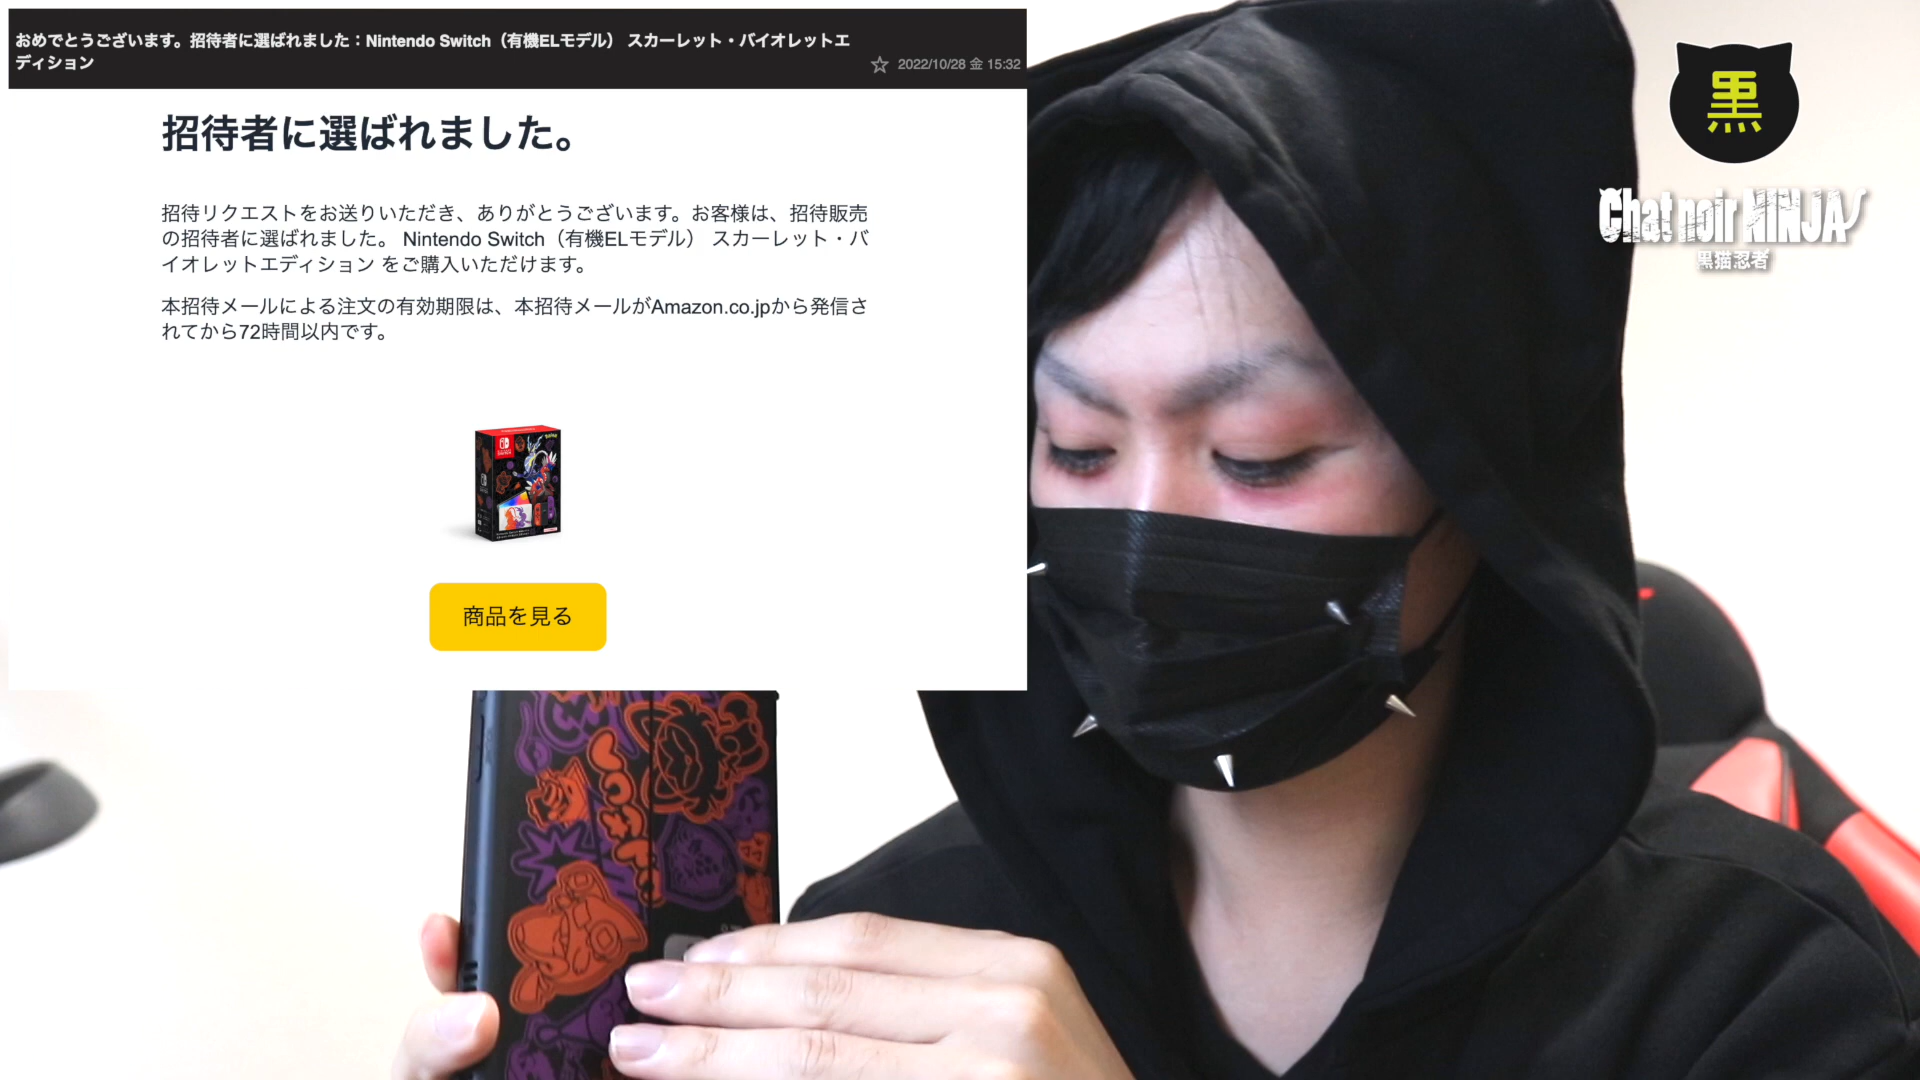 おめでとうございます。招待者に選ばれました：Nintendo Switch（有機ELモデル） スカーレット・バイオレットエ
ディション
☆ 2022/10/28 金 15:32
招待者に選ばれました。
招待リクエストをお送りいただき、ありがとうございます。お客様は、招待販売
の招待者に選ばれました。 Nintendo Switch（有機ELモデル） スカーレット・バ
イオレットエディション をご購入いただけます。
本招待メールによる注文の有効期限は、本招待メールがAmazon.co.jpから発信さ
れてから72時間以内です。
商品を見る
黒
Chat noir NINJA
黒猫忍者